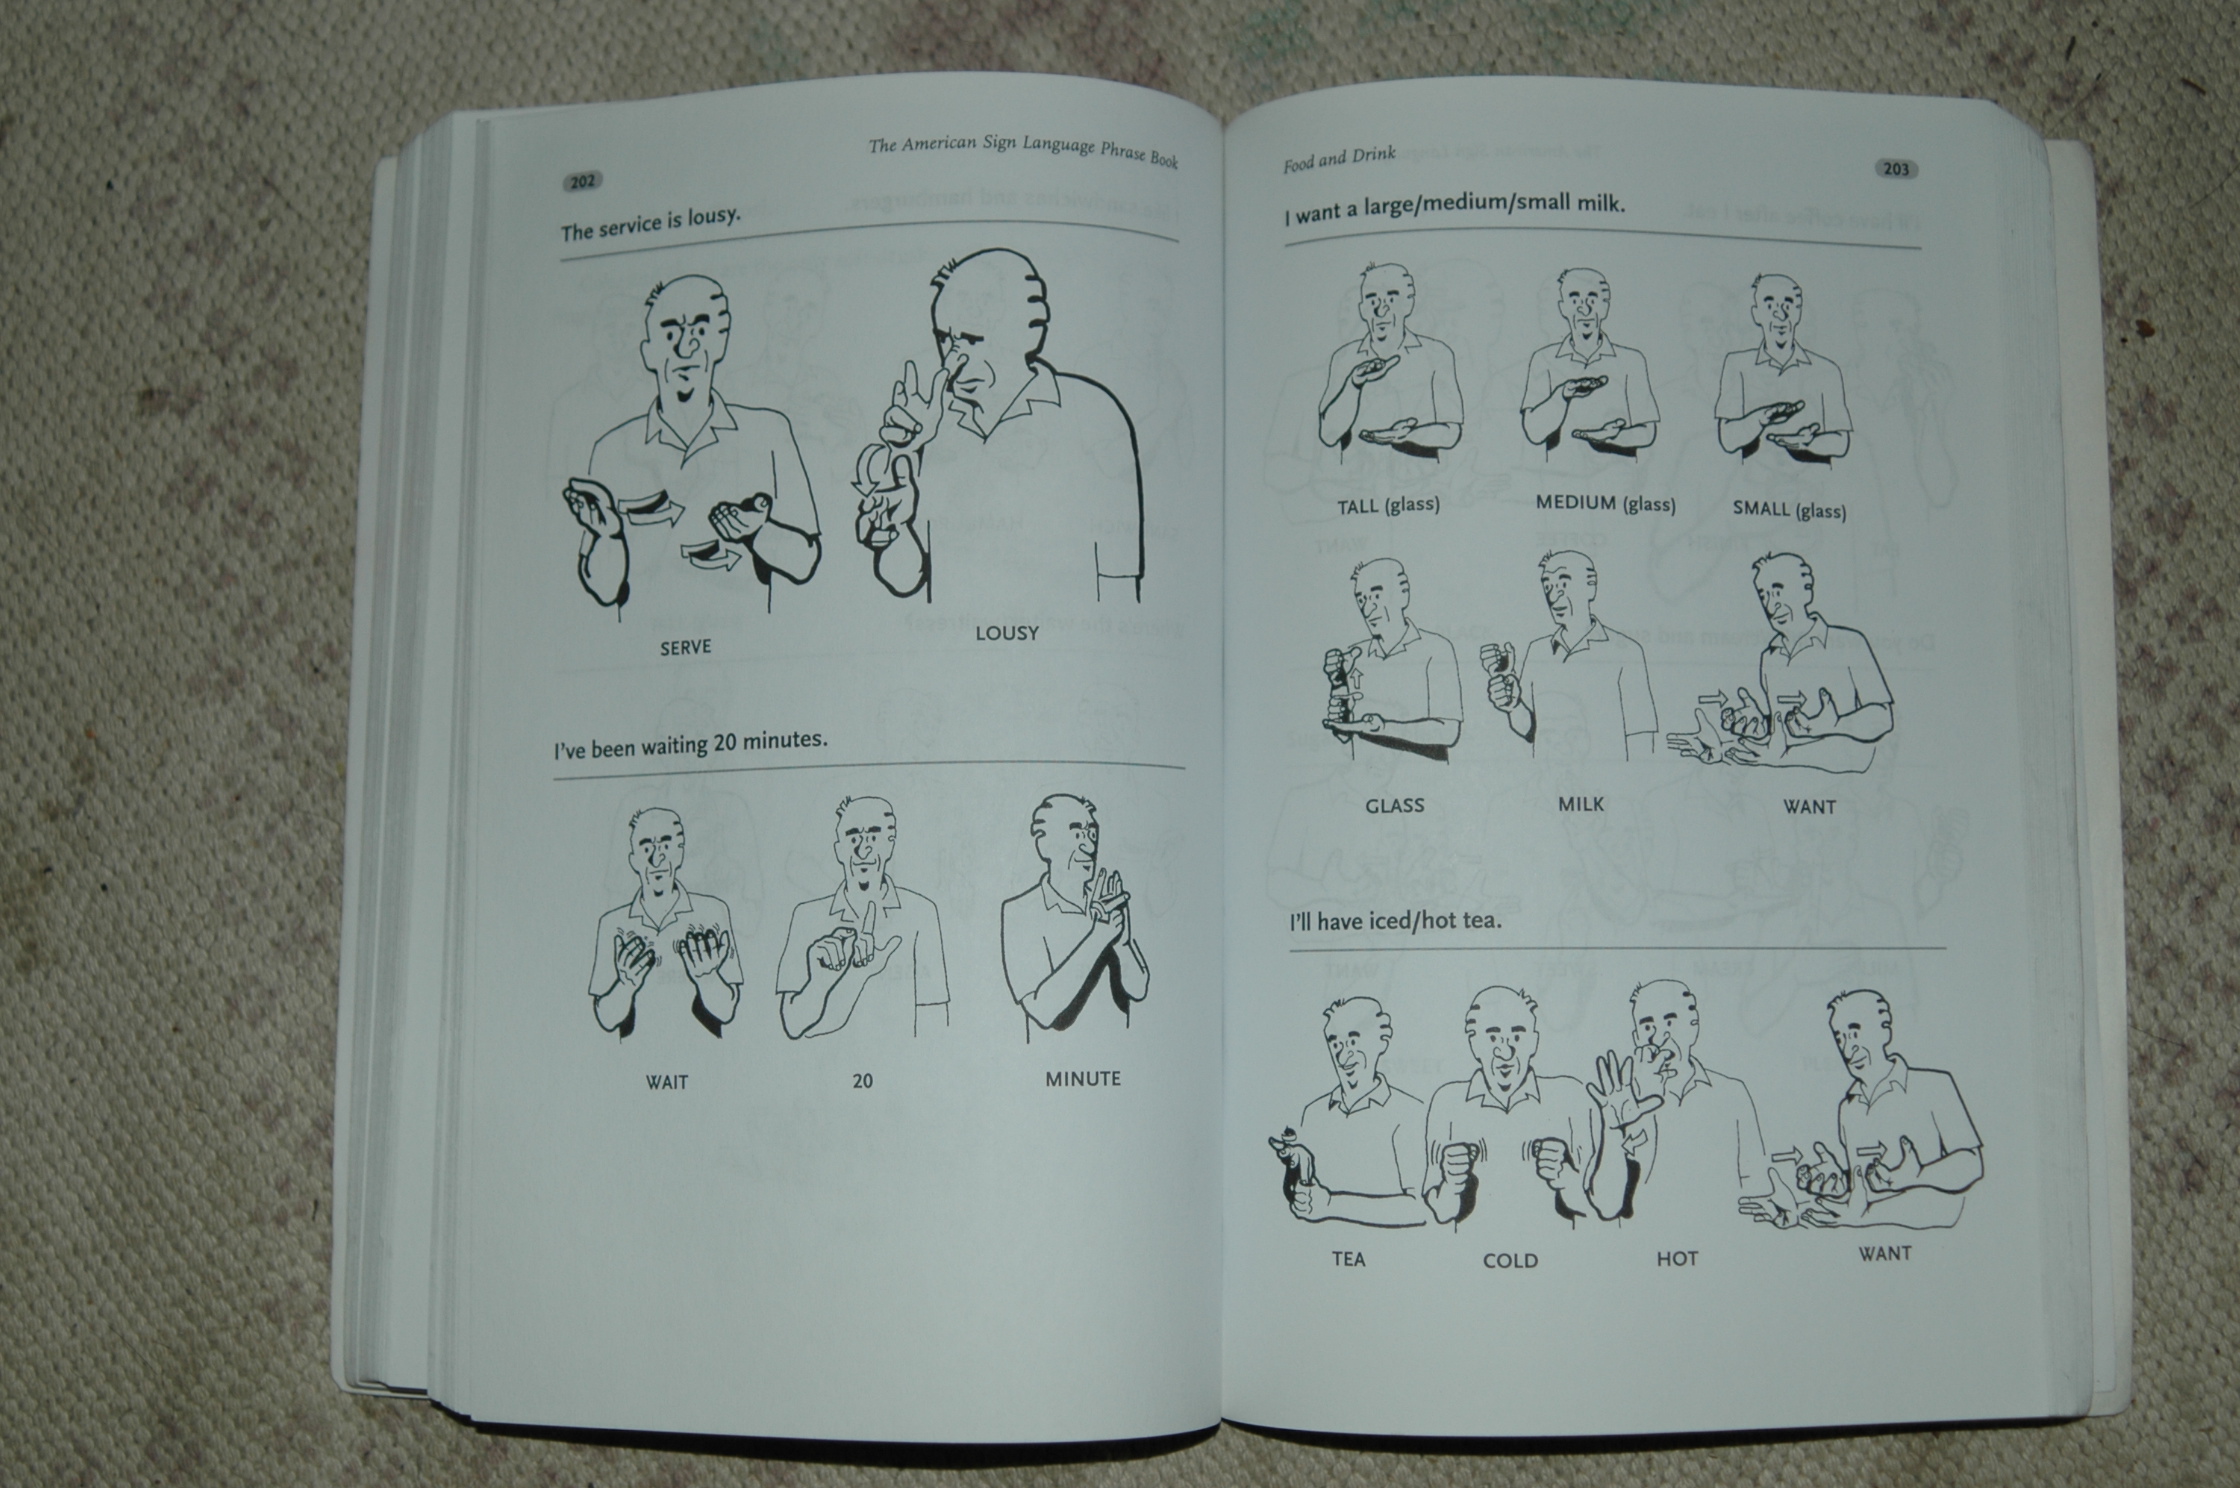 202
The American Sign Language Phrase Book
The service is lousy.
SERVE
LOUSY
I've been waiting 20 minutes.
WAIT
20
MINUTE
Food and Drink
203
I want a large/medium/small milk.
TALL (glass)
MEDIUM (glass)
SMALL (glass)
GLASS
MILK
WANT
I'll have iced/hot tea.
TEA
COLD
HOT
WANT